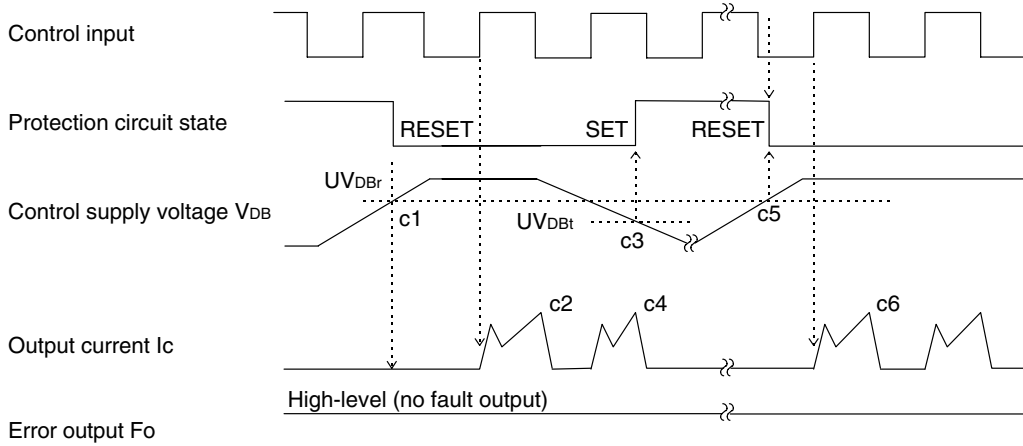 Control input
Protection circuit state
RESET
SET
RESET
UVDBr
Control supply voltage VDB
c1
UVDBt
c3
c5
c2
c4
c6
Output current Ic
High-level (no fault output)
Error output Fo